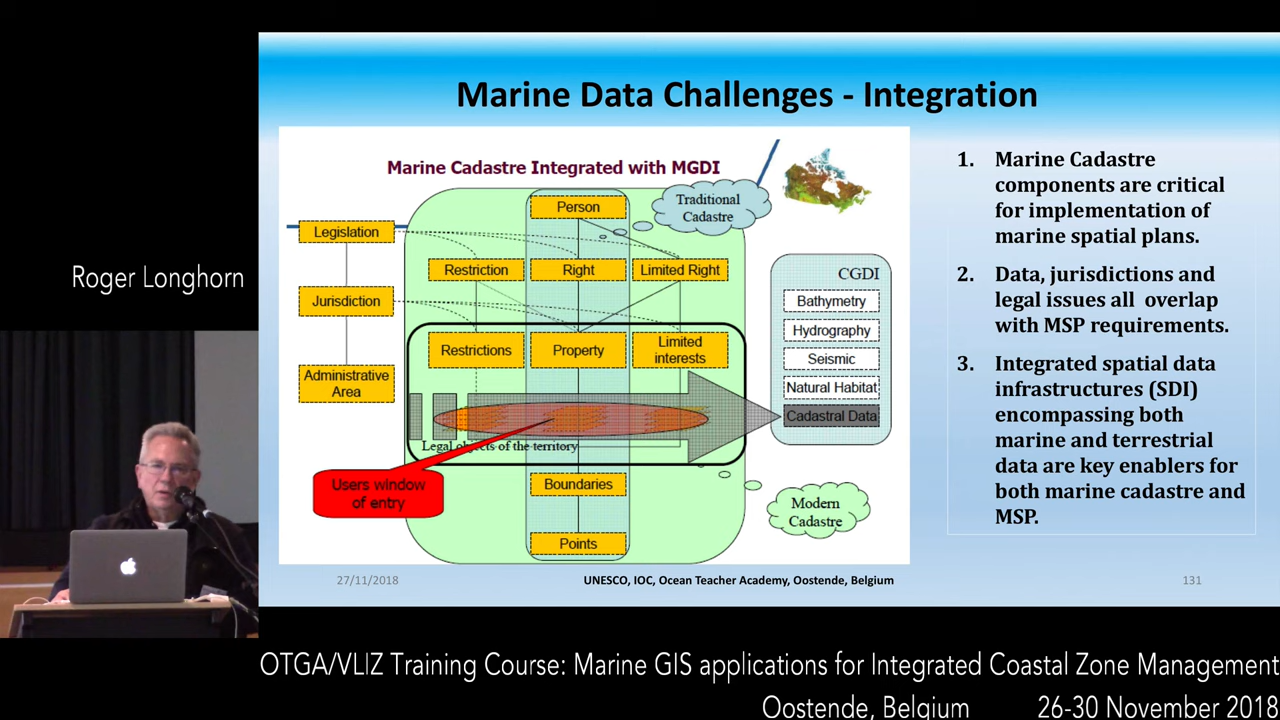 Marine Data Challenges - Integration
Marine Cadastre Integrated with MGDI
Person
Traditional
Cadastre
Legislation
Restriction
Right
Limited Right
CGDI
Jurisdiction
Bathymetry
Hydrography
Restrictions
Property
Limited
interests
Seismic
Administrative
Area
Natural Habitat
Cadastral Data
Legal objects of the territory
Users window
of entry
Boundaries
Modern
Cadastre
Points
1. Marine Cadastre
components are critical
for implementation of
marine spatial plans.
2. Data, jurisdictions and
legal issues all overlap
with MSP requirements.
3. Integrated spatial data
infrastructures (SDI)
encompassing both
marine and terrestrial
data are key enablers for
both marine cadastre and
MSP.
27/11/2018
UNESCO, IOC, Ocean Teacher Academy, Oostende, Belgium
131
Roger Longhorn
OTGA/VLIZ Training Course: Marine GIS applications for Integrated Coastal Zone Management
Oostende, Belgium 26-30 November 2018